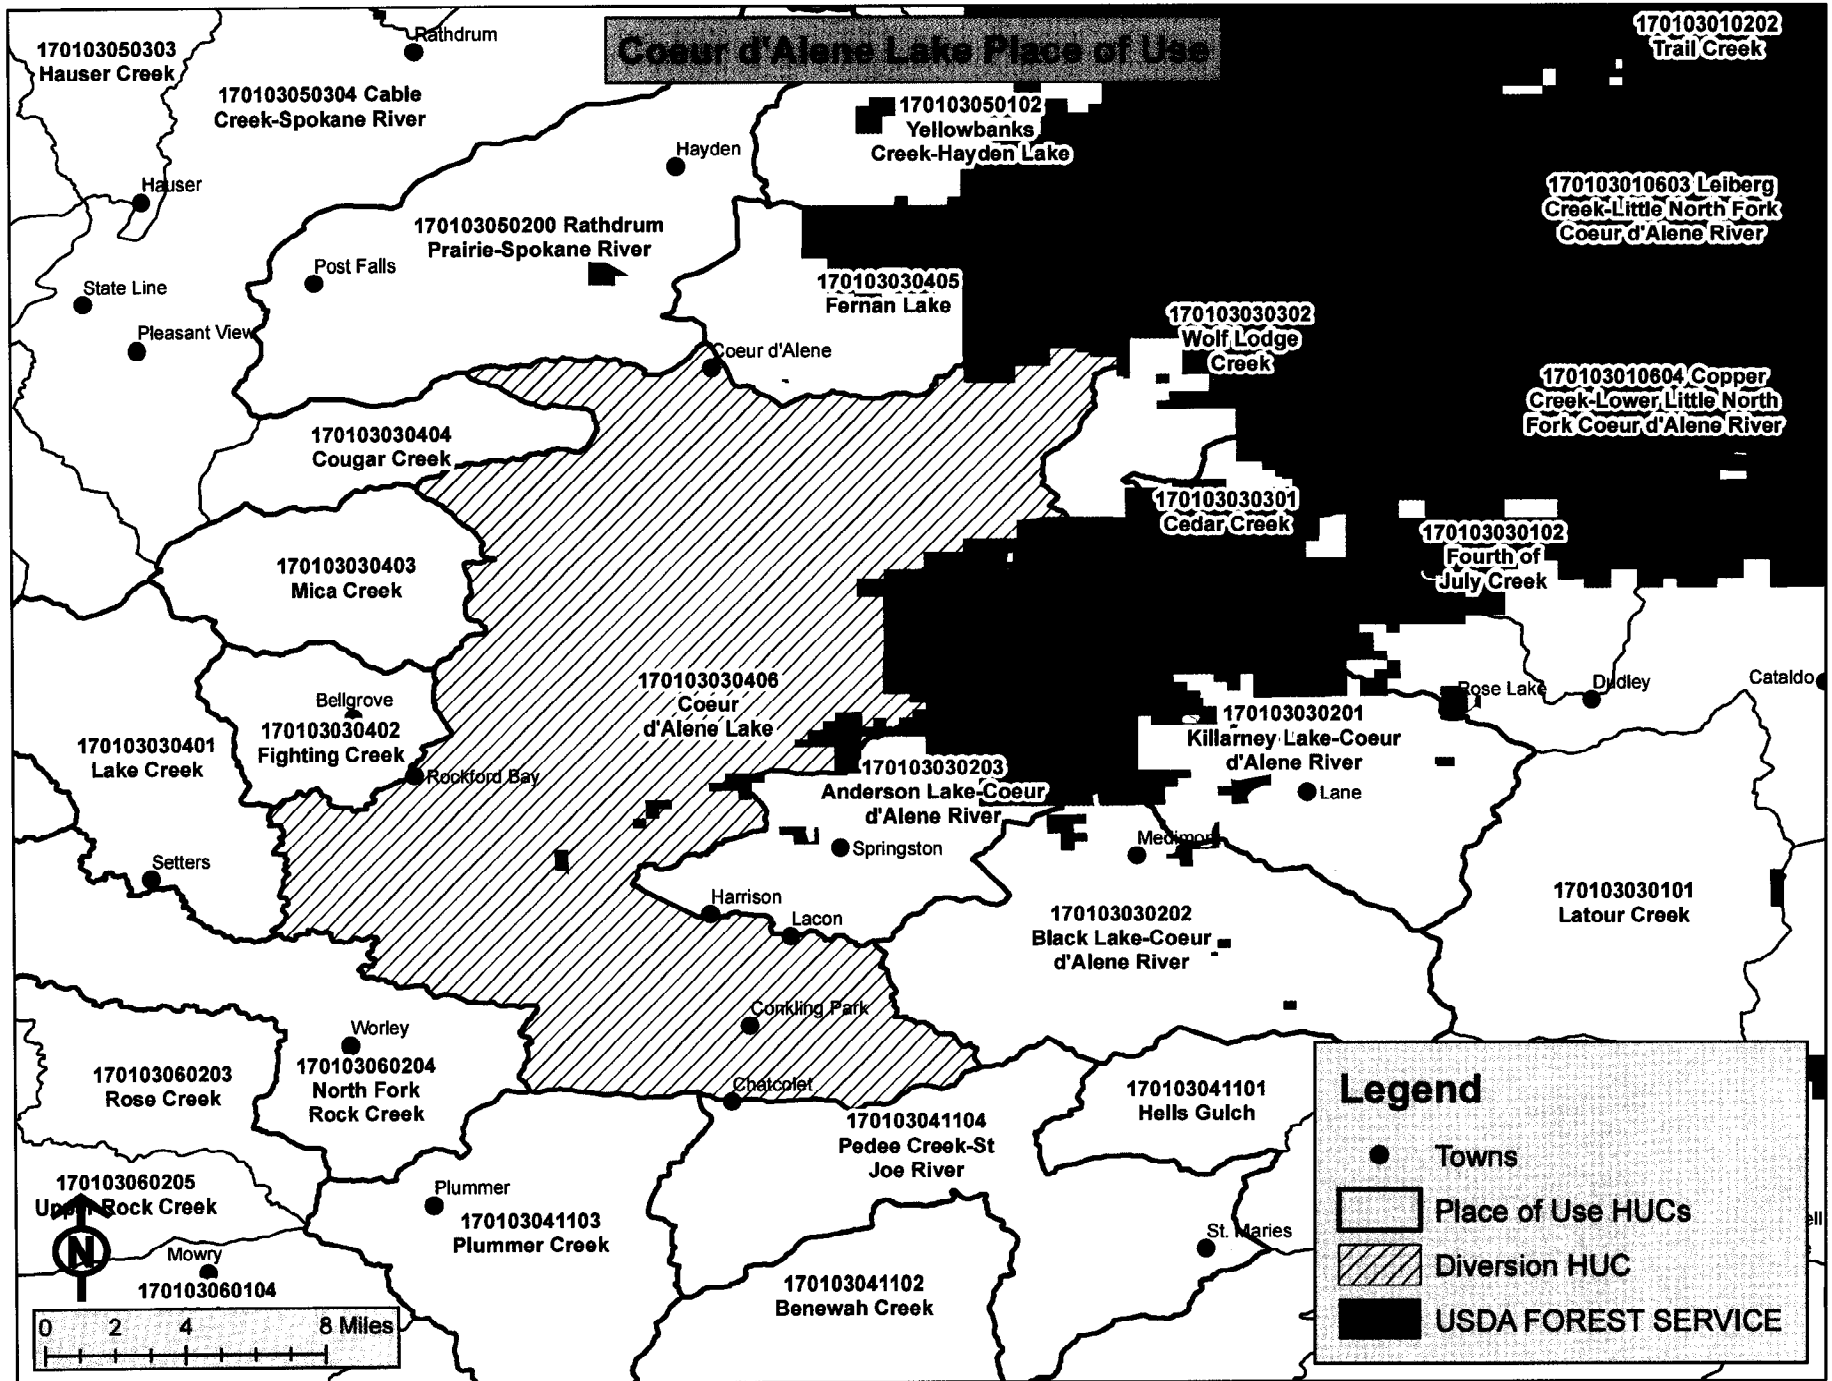 Coeur d'Alene Lake Place of Use
170103050303
Hauser Creek
Rathdrum
170103010202
Trail Creek
170103050304 Cable
Creek-Spokane River
170103050102
Yellowbanks
Creek-Hayden Lake
Hayden
Hauser
170103010603 Leiberg
Creek-Little North Fork
Coeur d'Alene River
170103050200 Rathdrum
Prairie-Spokane River
Post Falls
State Line
170103030405
Fernan Lake
Pleasant View
170103030302
Wolf Lodge
Creek
Coeur d'Alene
170103010604 Copper
Creek-Lower Little North
Fork Coeur d'Alene River
170103030404
Cougar Creek
170103030301
Cedar Creek
170103030102
Fourth of
July Creek
170103030403
Mica Creek
170103030406
Coeur
d'Alene Lake
Rose Lake
Dudley
Cataldo
Bellgrove
170103030402
Fighting Creek
170103030401
Lake Creek
170103030201
Killarney Lake-Coeur
d'Alene River
Rockford Bay
170103030203
Anderson Lake-Coeur
d'Alene River
Lane
Springston
Medimont
Setters
Harrison
Lacon
170103030202
Black Lake-Coeur
d'Alene River
170103030101
Latour Creek
Conkling Park
Worley
170103060204
North Fork
Rock Creek
170103060203
Rose Creek
Chatcolet
170103041101
Hells Gulch
170103041104
Pedee Creek-St
Joe River
170103060205
Upper Rock Creek
Plummer
170103041103
Plummer Creek
St. Maries
Mowry
170103060104
170103041102
Benewah Creek
N
0 2 4 8 Miles
Legend
Towns
Place of Use HUCs
Diversion HUC
USDA FOREST SERVICE